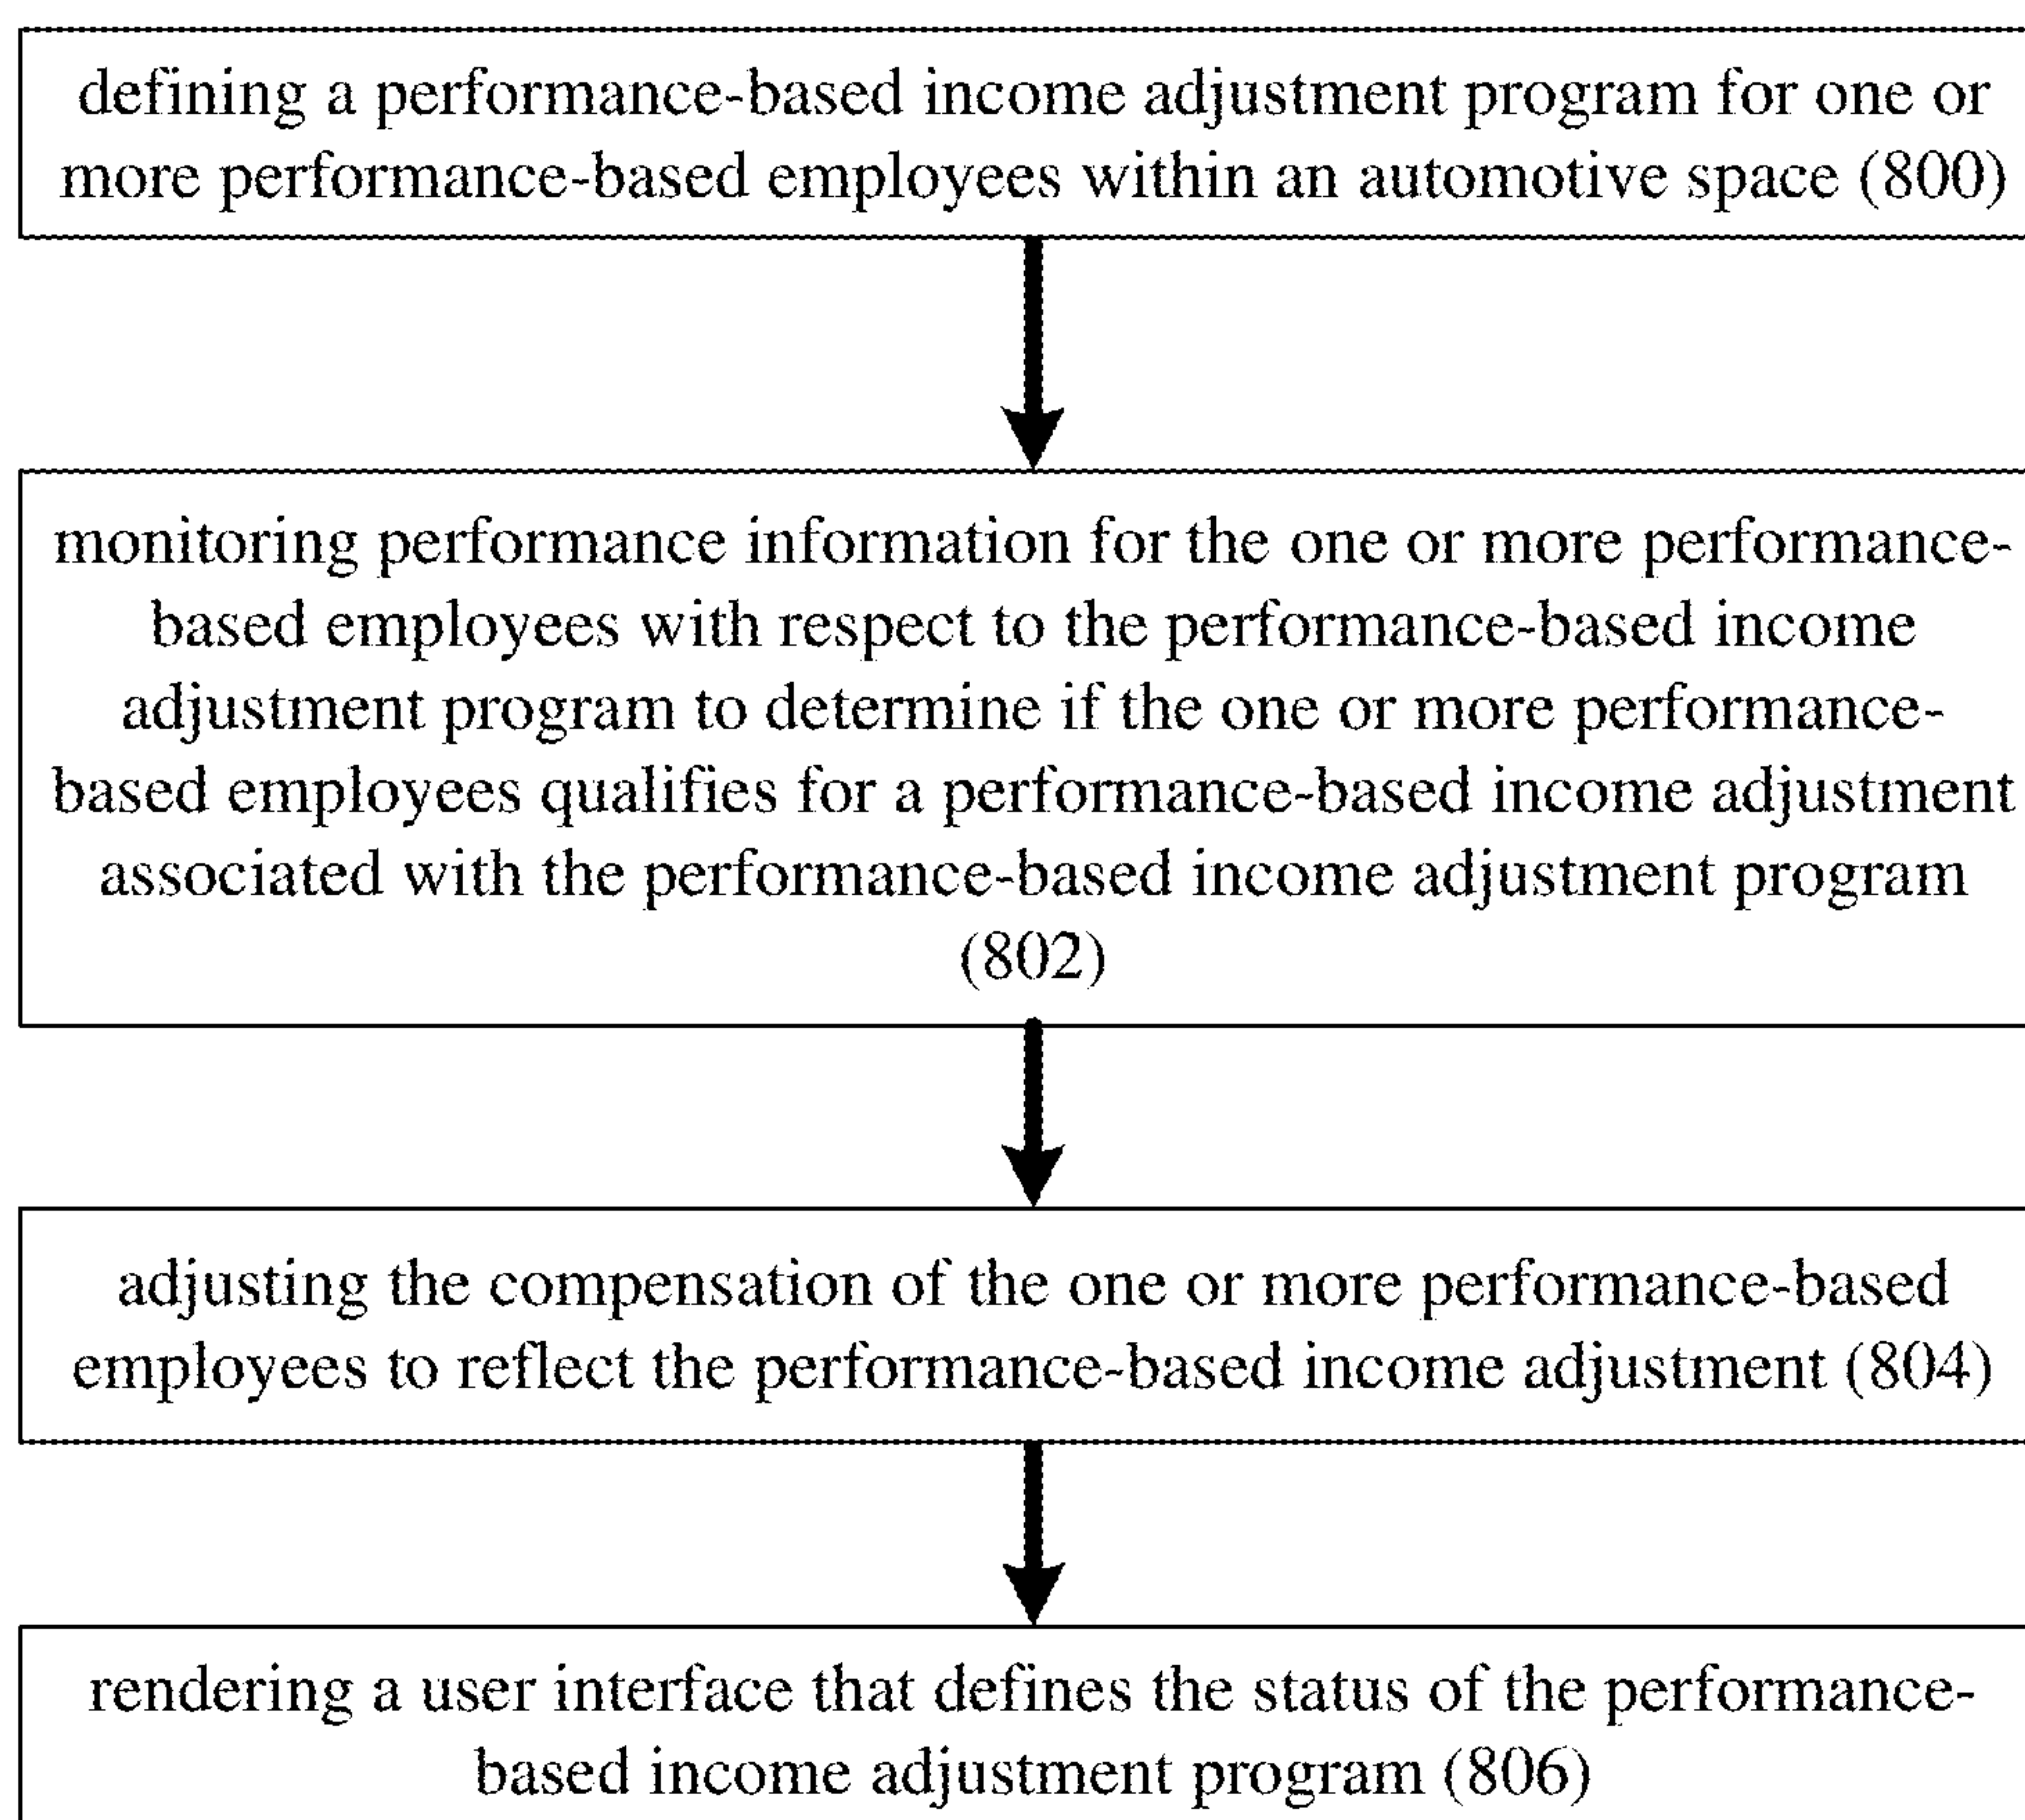 defining a performance-based income adjustment program for one or
more performance-based employees within an automotive space (800)
monitoring performance information for the one or more performance-
based employees with respect to the performance-based income
adjustment program to determine if the one or more performance-
based employees qualifies for a performance-based income adjustment
associated with the performance-based income adjustment program
(802)
adjusting the compensation of the one or more performance-based
employees to reflect the performance-based income adjustment (804)
rendering a user interface that defines the status of the performance-
based income adjustment program (806)